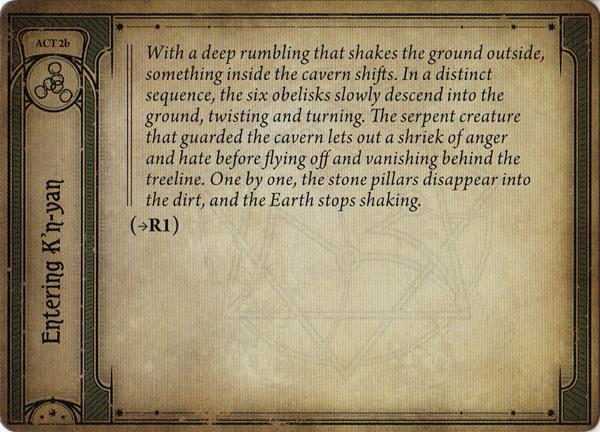 ACT 2b
Entering K'n-yan
With a deep rumbling that shakes the ground outside,
something inside the cavern shifts. In a distinct
sequence, the six obelisks slowly descend into the
ground, twisting and turning. The serpent creature
that guarded the cavern lets out a shriek of anger
and hate before flying off and vanishing behind the
treeline. One by one, the stone pillars disappear into
the dirt, and the Earth stops shaking.
(→R1)